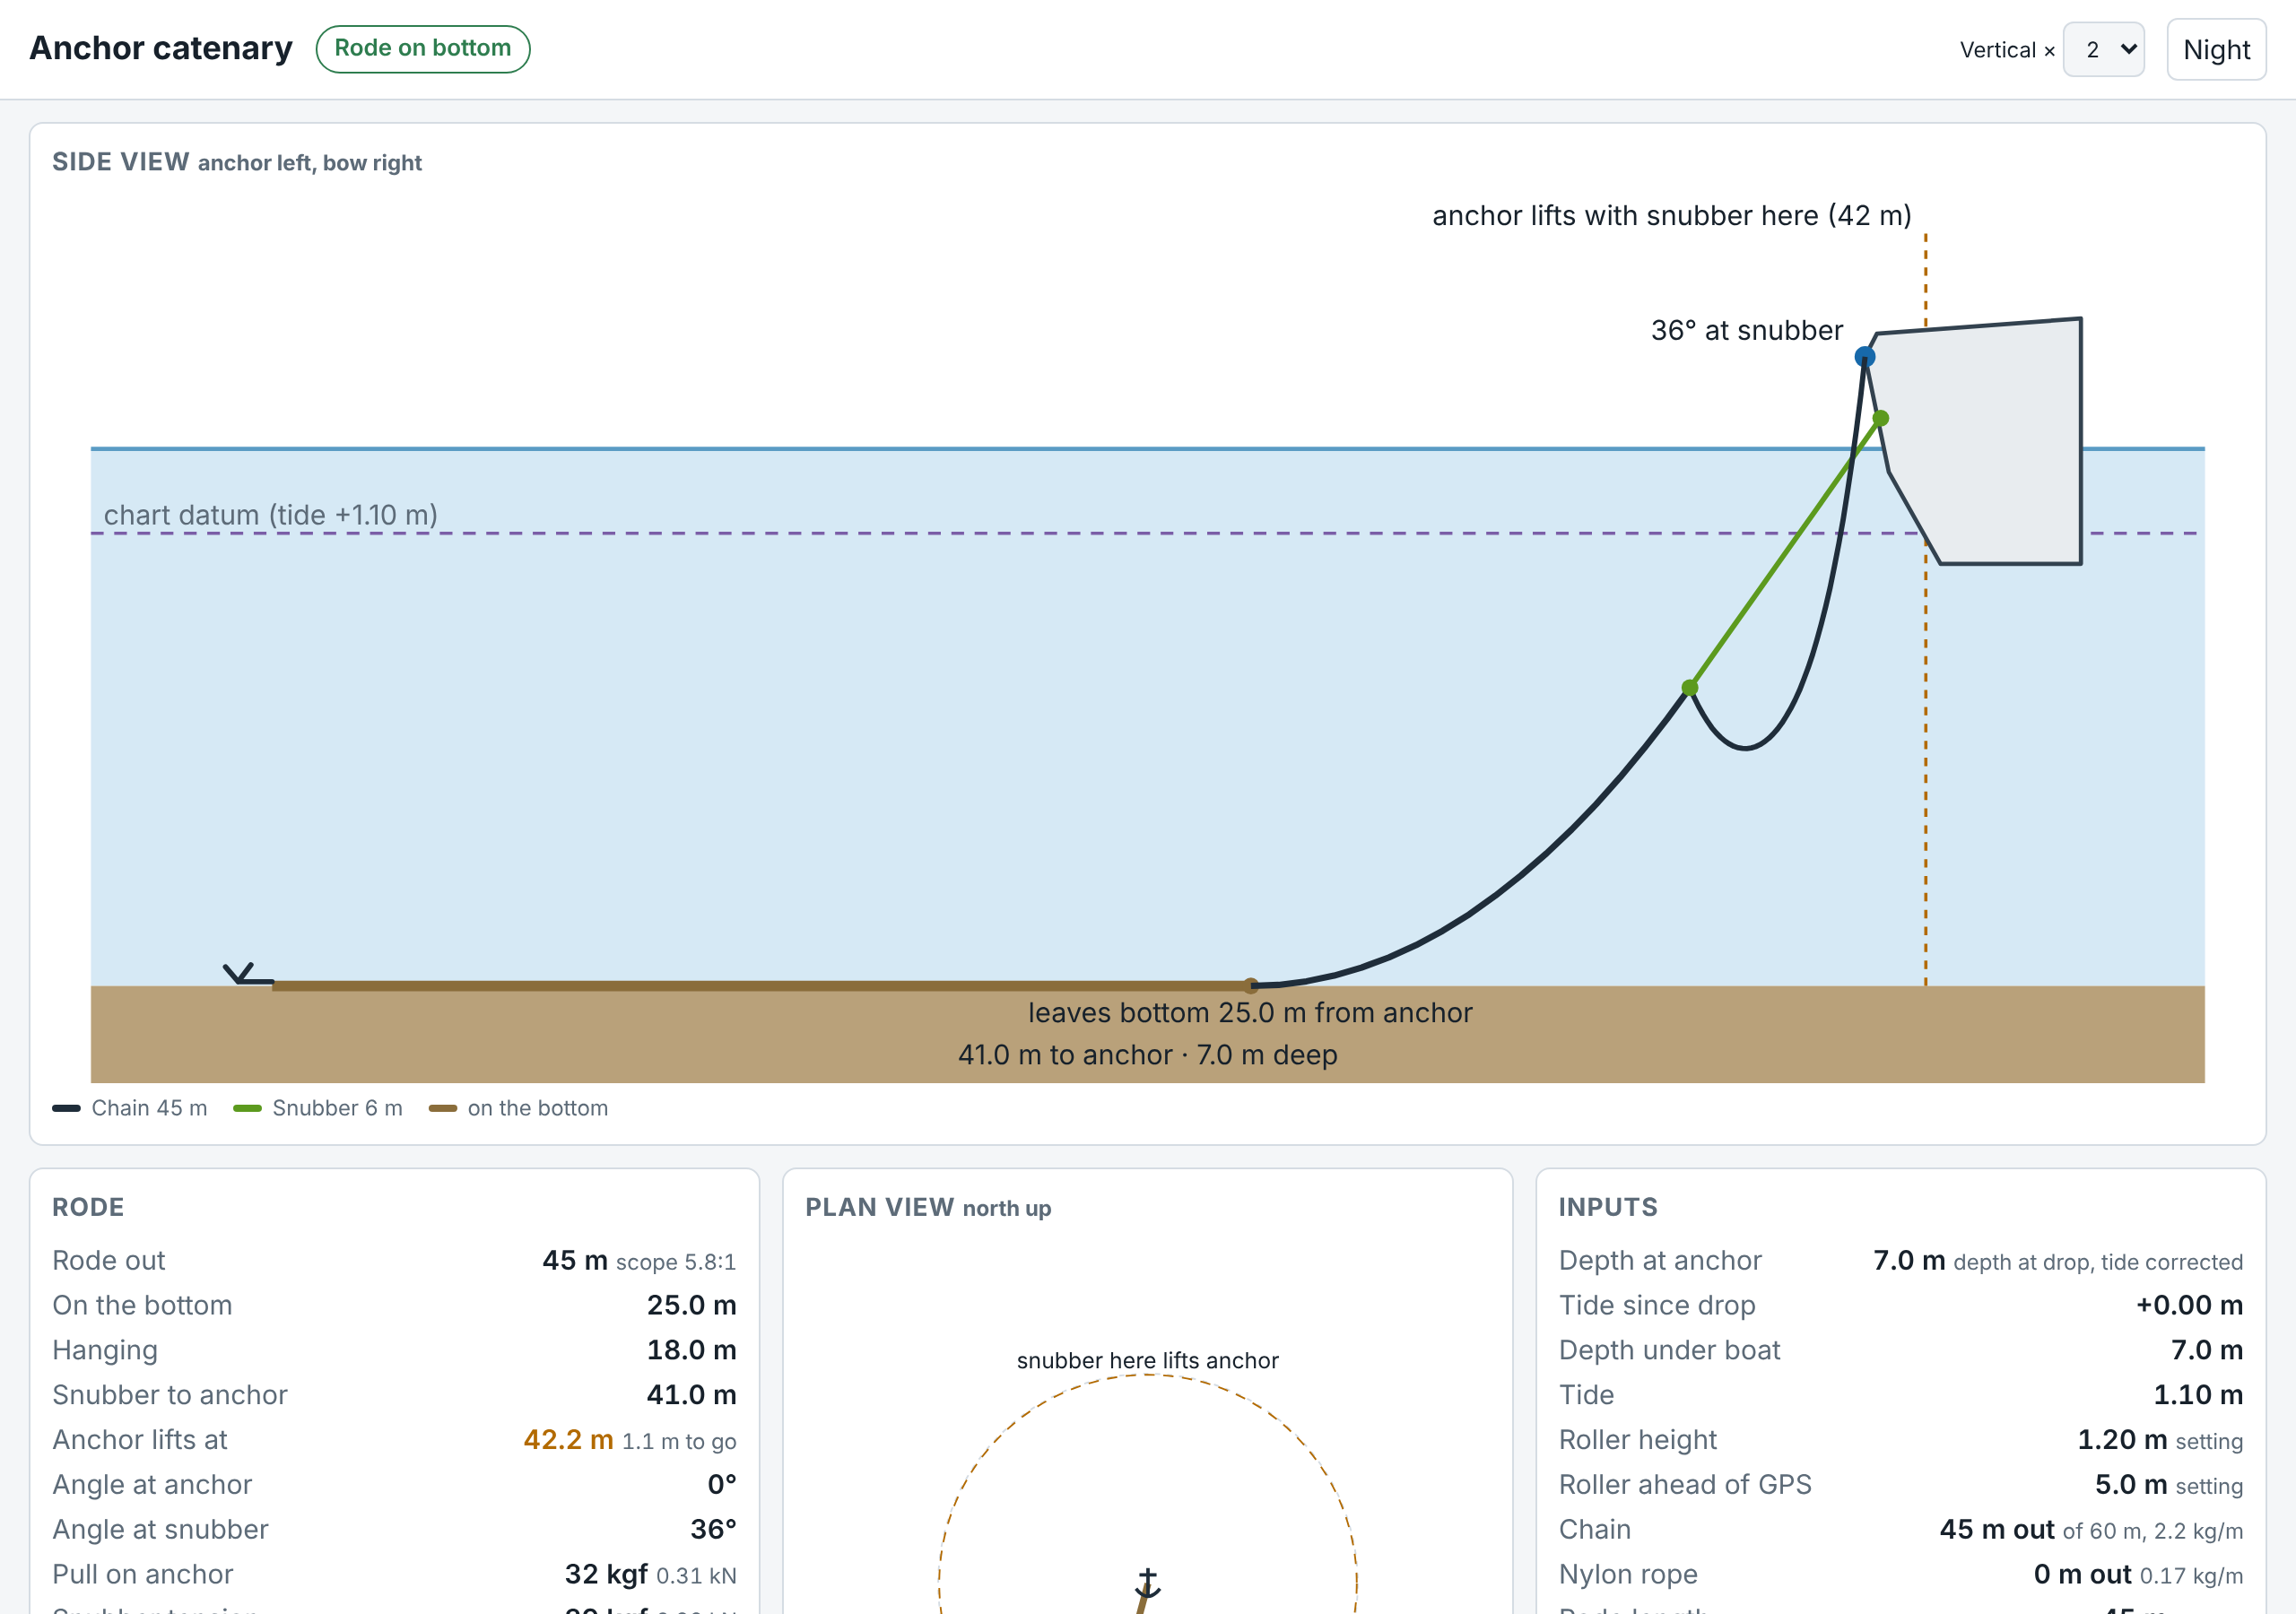 Anchor catenary
Rode on bottom
Vertical × 2
Night
SIDE VIEW anchor left, bow right
anchor lifts with snubber here (42 m)
36° at snubber
chart datum (tide +1.10 m)
leaves bottom 25.0 m from anchor
41.0 m to anchor · 7.0 m deep
Chain 45 m
Snubber 6 m
on the bottom
RODE
Rode out 45 m scope 5.8:1
On the bottom 25.0 m
Hanging 18.0 m
Snubber to anchor 41.0 m
Anchor lifts at 42.2 m 1.1 m to go
Angle at anchor 0°
Angle at snubber 36°
Pull on anchor 32 kgf 0.31 kN
PLAN VIEW north up
snubber here lifts anchor
INPUTS
Depth at anchor 7.0 m depth at drop, tide corrected
Tide since drop +0.00 m
Depth under boat 7.0 m
Tide 1.10 m
Roller height 1.20 m setting
Roller ahead of GPS 5.0 m setting
Chain 45 m out of 60 m, 2.2 kg/m
Nylon rope 0 m out 0.17 kg/m